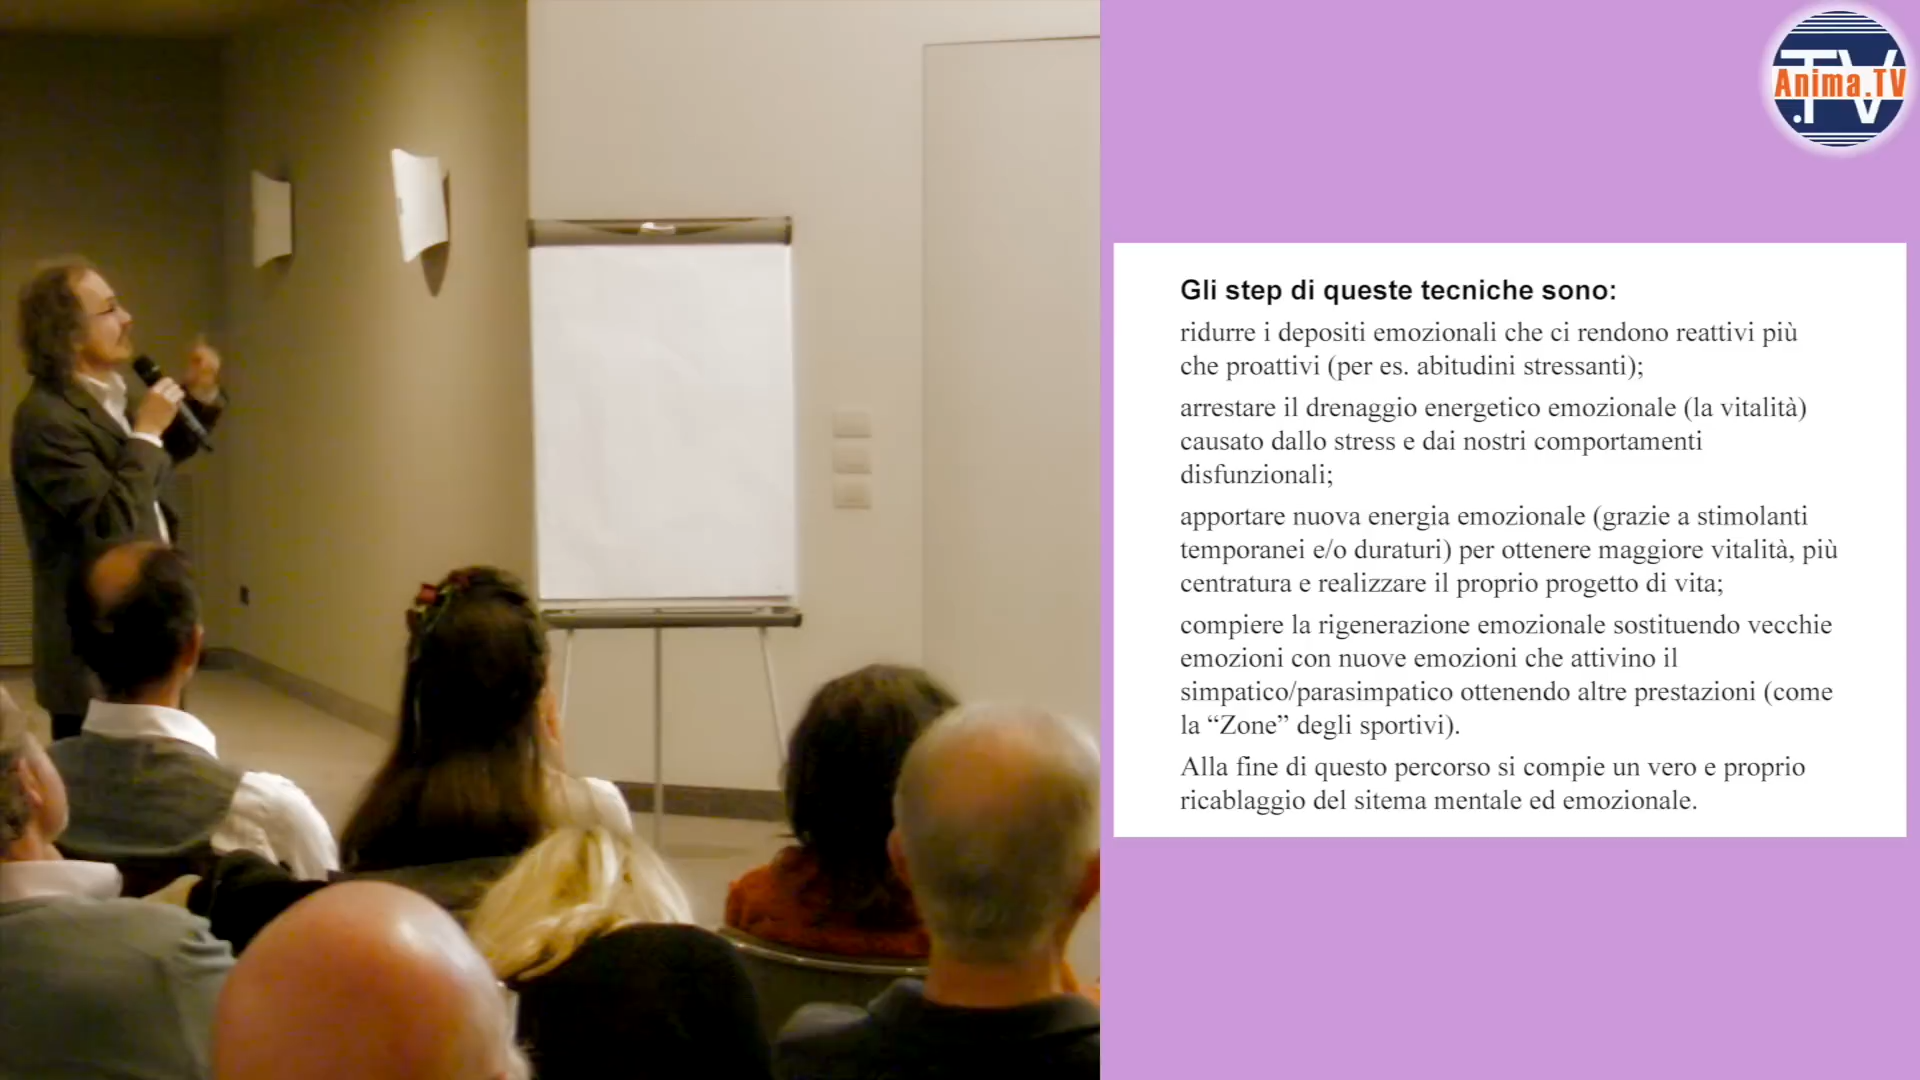 Anima.TV
.TV
Gli step di queste tecniche sono:
ridurre i depositi emozionali che ci rendono reattivi più
che proattivi (per es. abitudini stressanti);
arrestare il drenaggio energetico emozionale (la vitalità)
causato dallo stress e dai nostri comportamenti
disfunzionali;
apportare nuova energia emozionale (grazie a stimolanti
temporanei e/o duraturi) per ottenere maggiore vitalità, più
centratura e realizzare il proprio progetto di vita;
compiere la rigenerazione emozionale sostituendo vecchie
emozioni con nuove emozioni che attivino il
simpatico/parasimpatico ottenendo altre prestazioni (come
la “Zone” degli sportivi).
Alla fine di questo percorso si compie un vero e proprio
ricablaggio del sitema mentale ed emozionale.